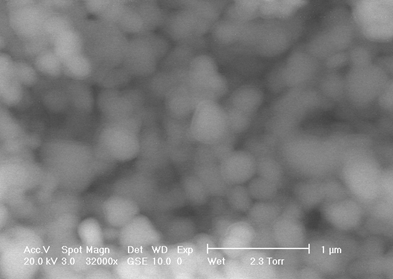 Acc.V Spot Magn Det WD Exp 1 µm
20.0 kV 3.0 32000x GSE 10.0 0 Wet 2.3 Torr